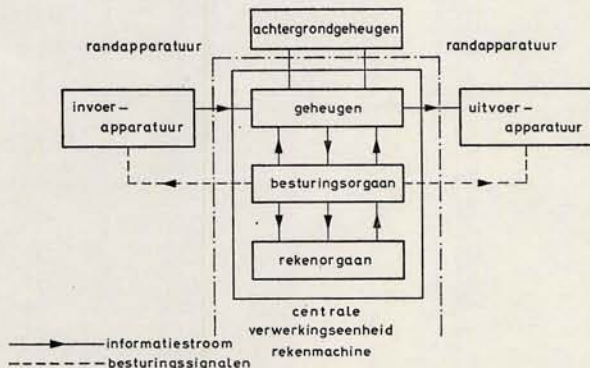 achtergrondgeheugen
randapparatuur
randapparatuur
invoer-
apparatuur
geheugen
uitvoer-
apparatuur
besturingsorgaan
rekenorgaan
centrale
verwerkingseenheid
rekenmachine
informatiestroom
besturingssignalen